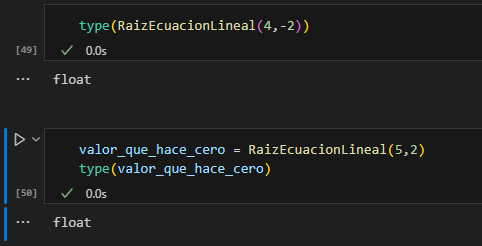 type(RaizEcuacionLineal(4,-2))
[49]
0.0s
... float
valor_que_hace_cero = RaizEcuacionLineal(5,2)
type(valor_que_hace_cero)
[50]
0.0s
... float